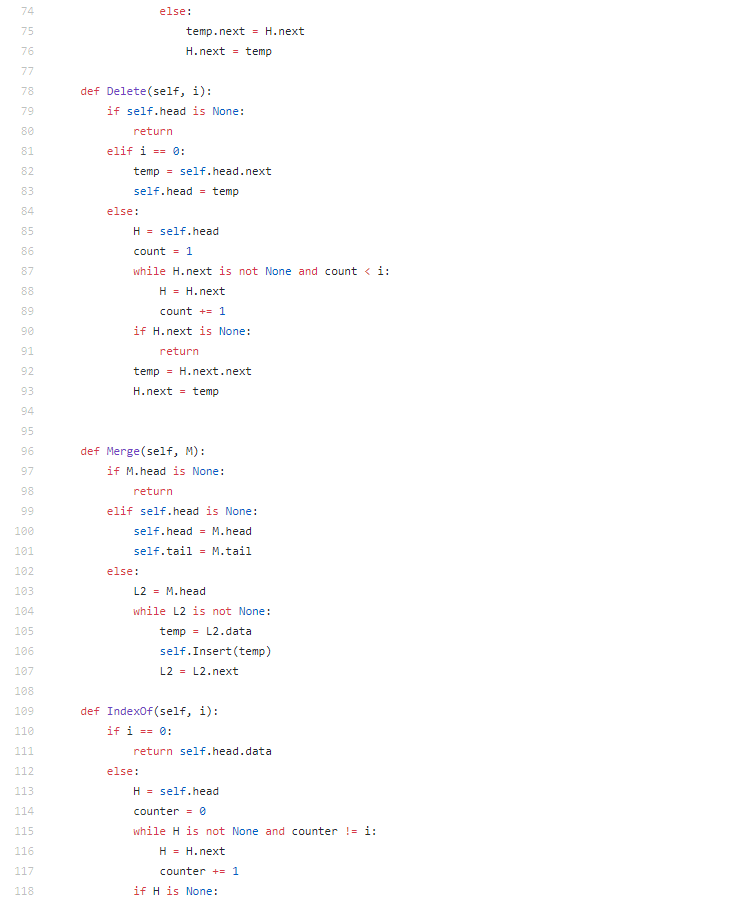 74                else:
75                    temp.next = H.next
76                    H.next = temp
77
78    def Delete(self, i):
79        if self.head is None:
80            return
81        elif i == 0:
82            temp = self.head.next
83            self.head = temp
84        else:
85            H = self.head
86            count = 1
87            while H.next is not None and count < i:
88                H = H.next
89                count += 1
90            if H.next is None:
91                return
92            temp = H.next.next
93            H.next = temp
94
95
96    def Merge(self, M):
97        if M.head is None:
98            return
99        elif self.head is None:
100            self.head = M.head
101            self.tail = M.tail
102        else:
103            L2 = M.head
104            while L2 is not None:
105                temp = L2.data
106                self.Insert(temp)
107                L2 = L2.next
108
109    def IndexOf(self, i):
110        if i == 0:
111            return self.head.data
112        else:
113            H = self.head
114            counter = 0
115            while H is not None and counter != i:
116                H = H.next
117                counter += 1
118            if H is None: